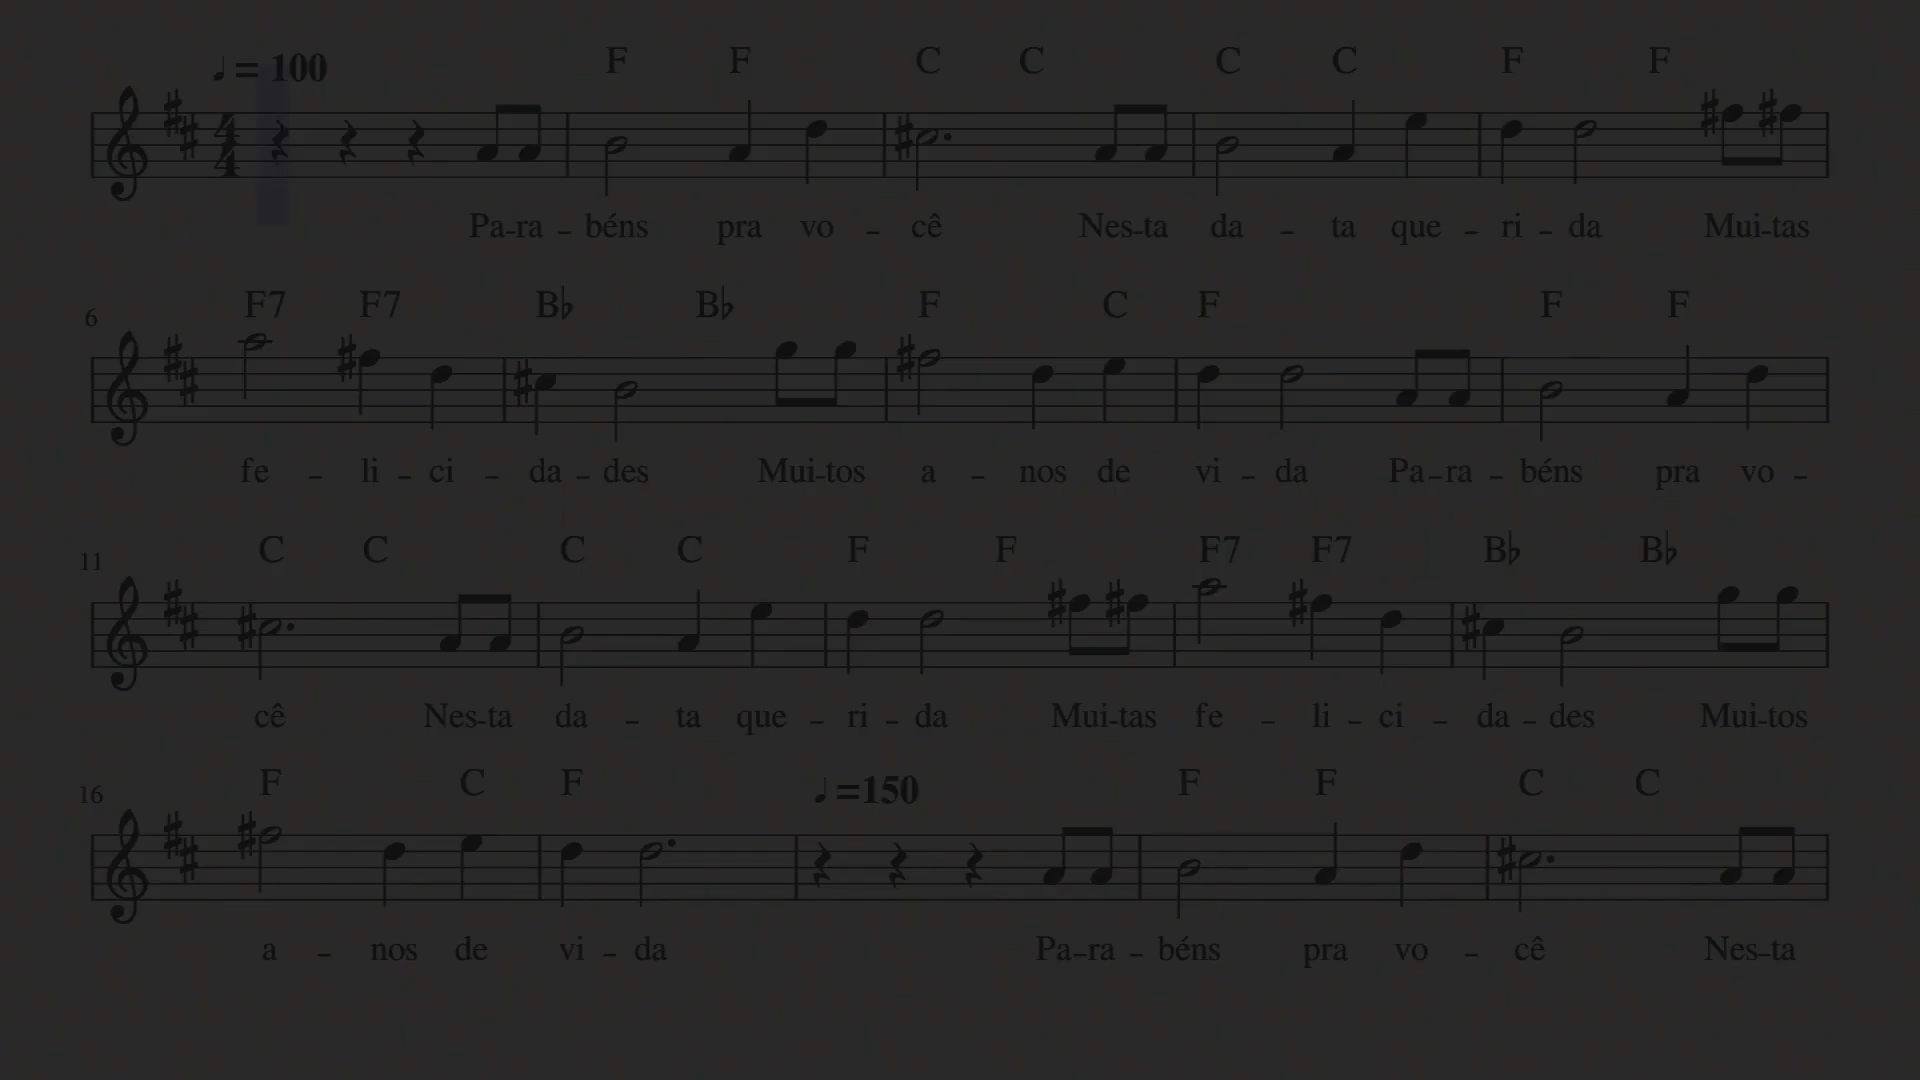 ♩ = 100 F F C C C C F F
Pa-ra – béns pra vo – cê Nes-ta da – ta que – ri – da Mui-tas
6 F7 F7 B♭ B♭ F C F F F
fe – li – ci – da – des Mui-tos a – nos de vi – da Pa-ra – béns pra vo –
11 C C C C F F F7 F7 B♭ B♭
cê Nes-ta da – ta que – ri – da Mui-tas fe – li – ci – da – des Mui-tos
16 F C F ♩=150 F F C C
a – nos de vi – da Pa-ra – béns pra vo – cê Nes-ta